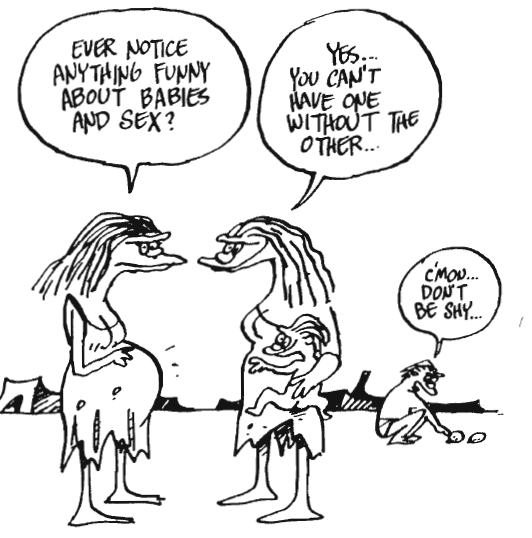 EVER NOTICE
ANYTHING FUNNY
ABOUT BABIES
AND SEX?
YES...
YOU CAN'T
HAVE ONE
WITHOUT THE
OTHER...
C'MON...
DON'T
BE SHY...